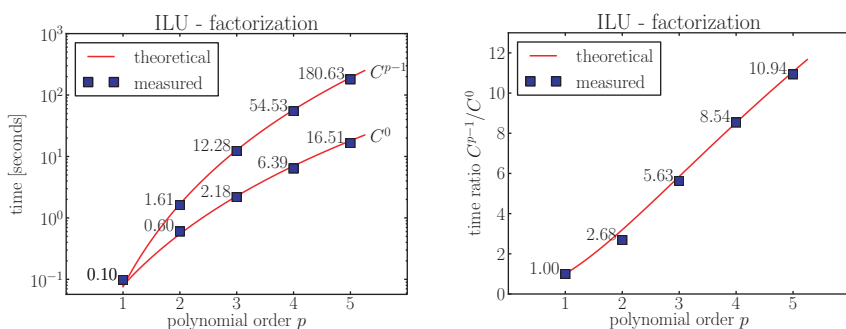 ILU - factorization
time [seconds]
10^3
10^2
10^1
10^0
10^{-1}
theoretical
measured
180.63
C^{p-1}
54.53
12.28
16.51
C^0
6.39
1.61
2.18
0.60
0.10
1 2 3 4 5
polynomial order p
ILU - factorization
time ratio C^{p-1}/C^0
12
10
8
6
4
2
0
theoretical
measured
10.94
8.54
5.63
2.68
1.00
1 2 3 4 5
polynomial order p